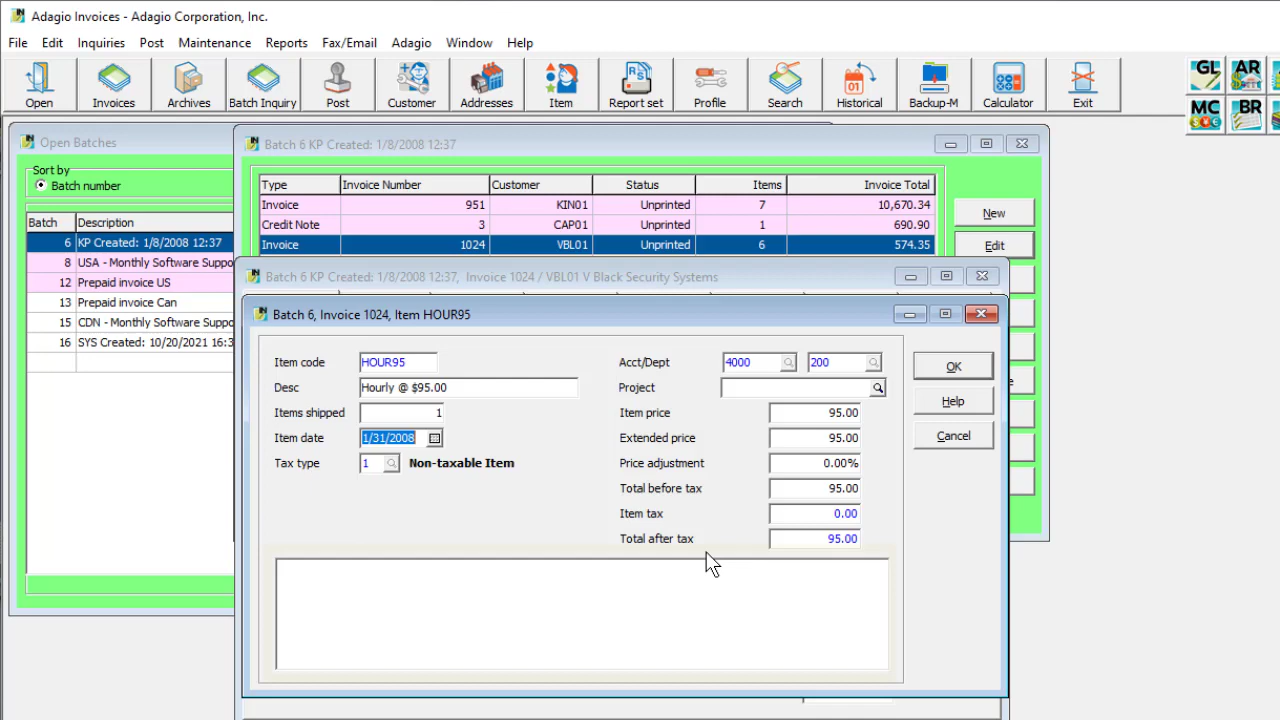 Adagio Invoices - Adagio Corporation, Inc.
File Edit Inquiries Post Maintenance Reports Fax/Email Adagio Window Help
Open Invoices Archives Batch Inquiry Post Customer Addresses Item Report set Profile Search Historical Backup-M Calculator Exit
GL AR
MC BR
Open Batches
Sort by
Batch number
Batch Description
6 KP Created: 1/8/2008 12:37
8 USA - Monthly Software Suppo
12 Prepaid invoice US
13 Prepaid invoice Can
15 CDN - Monthly Software Suppo
16 SYS Created: 10/20/2021 16:3
Batch 6 KP Created: 1/8/2008 12:37
Type Invoice Number Customer Status Items Invoice Total
Invoice 951 KIN01 Unprinted 7 10,670.34
Credit Note 3 CAP01 Unprinted 1 690.90
Invoice 1024 VBL01 Unprinted 6 574.35
New
Edit
Batch 6 KP Created: 1/8/2008 12:37, Invoice 1024 / VBL01 V Black Security Systems
Batch 6, Invoice 1024, Item HOUR95
Item code HOUR95
Desc Hourly @ $95.00
Items shipped 1
Item date 1/31/2008
Tax type 1 Non-taxable Item
Acct/Dept 4000 200
Project
Item price 95.00
Extended price 95.00
Price adjustment 0.00%
Total before tax 95.00
Item tax 0.00
Total after tax 95.00
OK
Help
Cancel